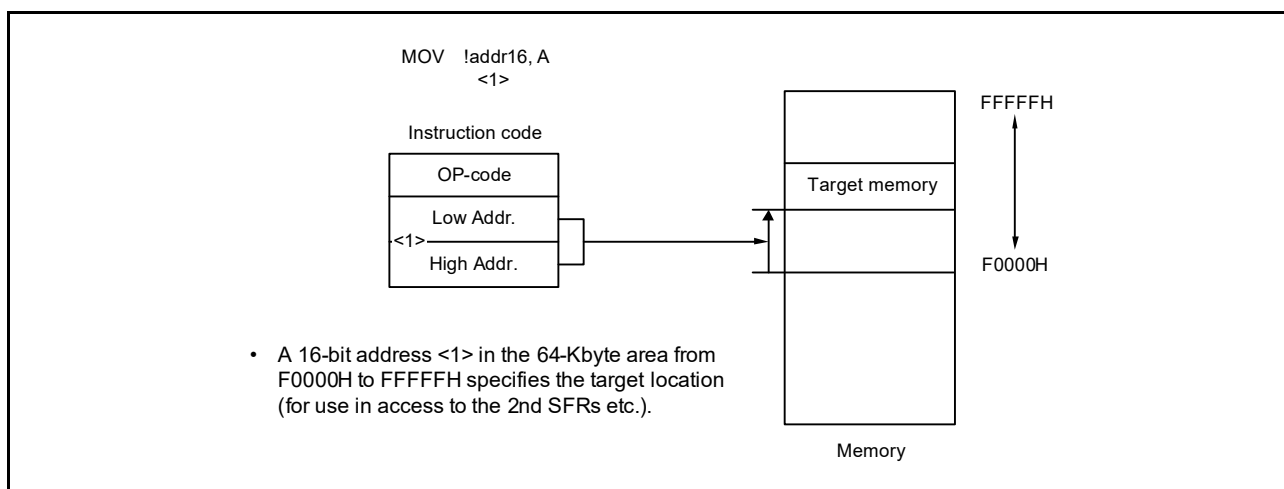 MOV !addr16, A
<1>
Instruction code
OP-code
Low Addr.
<1>
High Addr.
FFFFFH
Target memory
F0000H
• A 16-bit address <1> in the 64-Kbyte area from
F0000H to FFFFFH specifies the target location
(for use in access to the 2nd SFRs etc.).
Memory